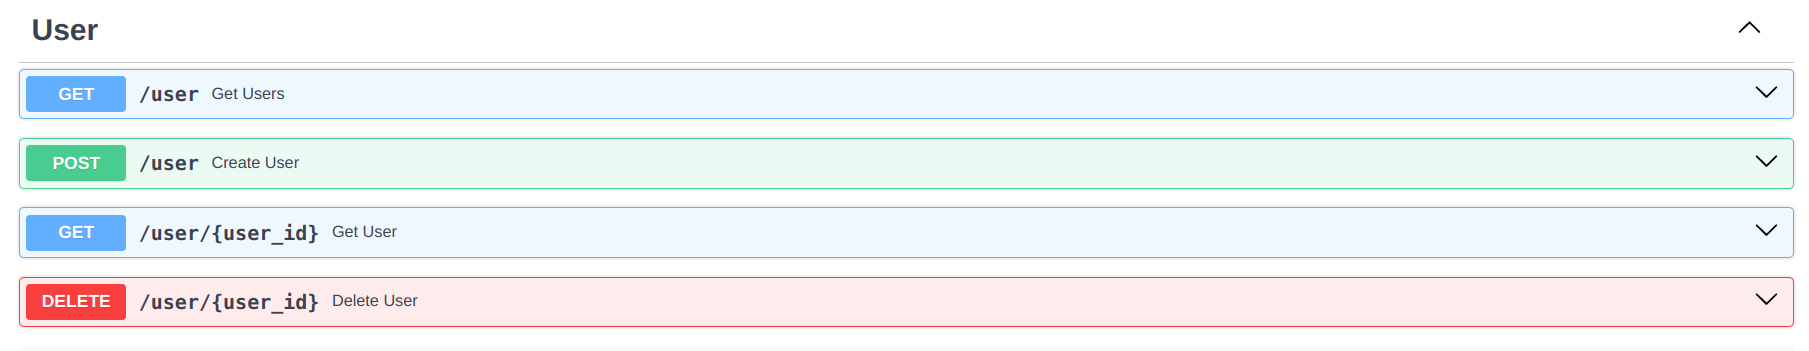 User
GET /user Get Users
POST /user Create User
GET /user/{user_id} Get User
DELETE /user/{user_id} Delete User